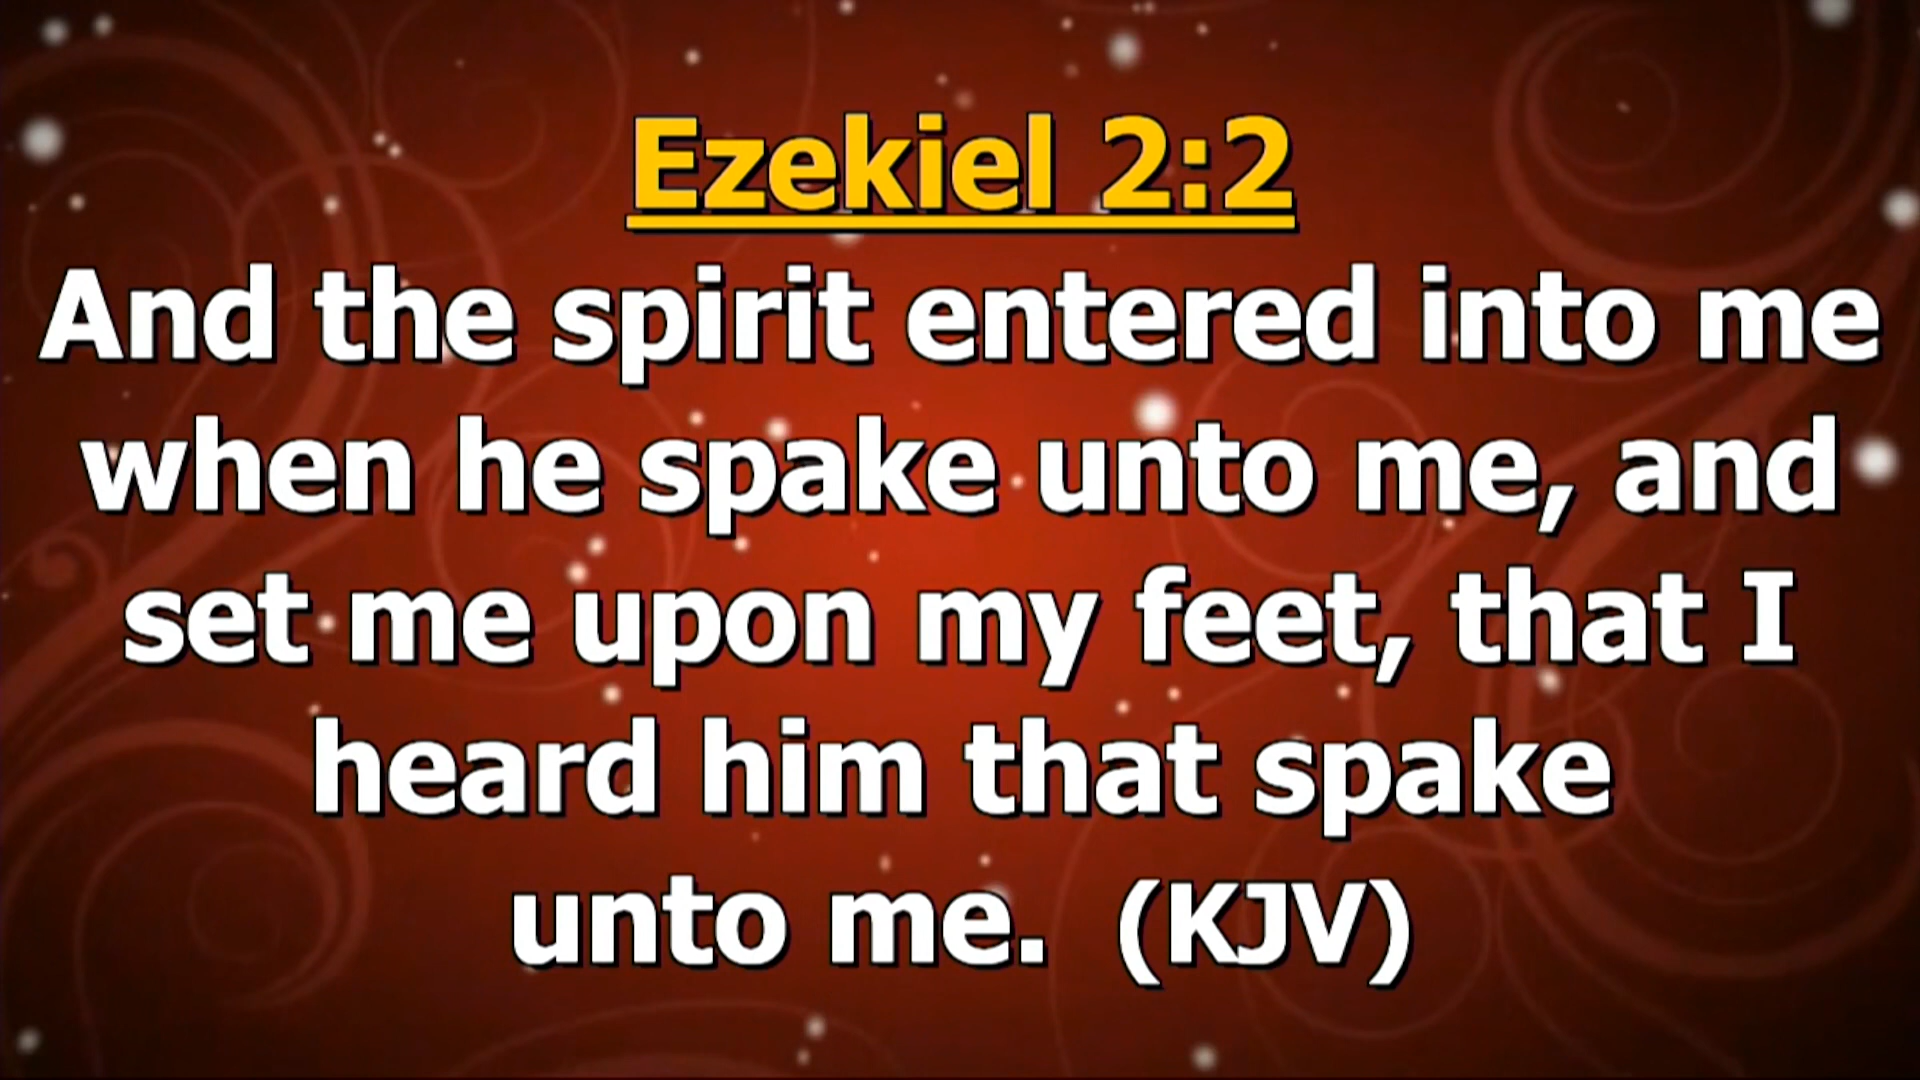 Ezekiel 2:2
And the spirit entered into me
when he spake unto me, and
set me upon my feet, that I
heard him that spake
unto me.  (KJV)